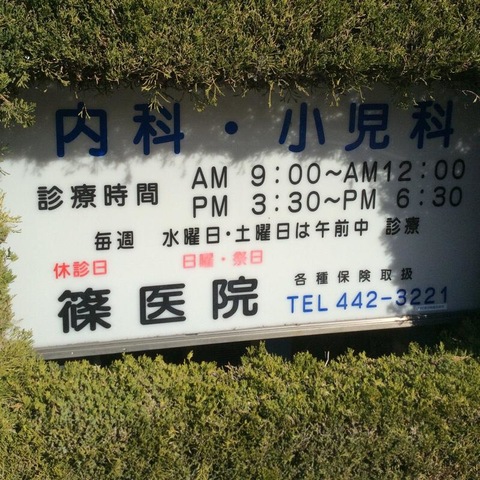 内科・小児科
診療時間 AM 9:00～AM12:00
PM 3:30～PM 6:30
毎週 水曜日・土曜日は午前中 診療
休診日 日曜・祭日
各種保険取扱
篠医院 TEL 442-3221